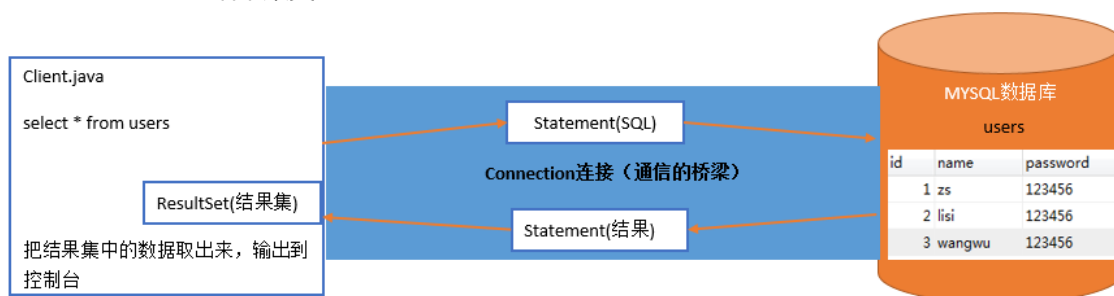 Client.java
select * from users
ResultSet(结果集)
把结果集中的数据取出来，输出到
控制台
Statement(SQL)
Connection连接（通信的桥梁）
Statement(结果)
MYSQL数据库
users
id name password
1 zs 123456
2 lisi 123456
3 wangwu 123456